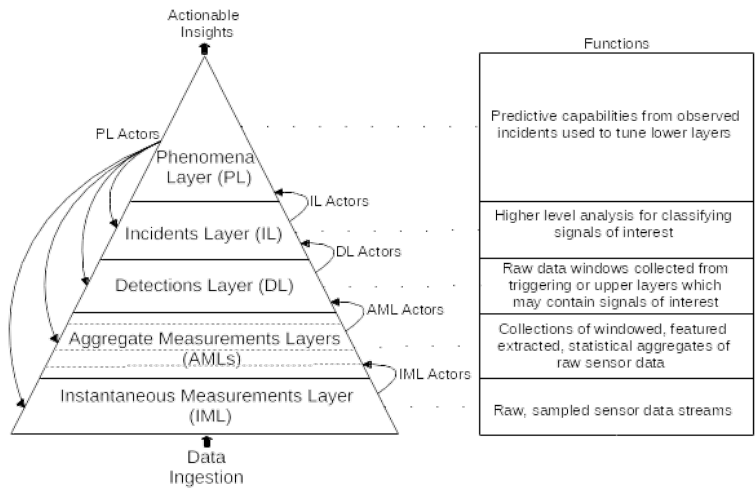 Actionable
Insights
PL Actors
Phenomena
Layer (PL)
IL Actors
Incidents Layer (IL)
DL Actors
Detections Layer (DL)
AML Actors
Aggregate Measurements Layers
(AMLs)
IML Actors
Instantaneous Measurements Layer
(IML)
Data
Ingestion
Functions
Predictive capabilities from observed
incidents used to tune lower layers
Higher level analysis for classifying
signals of interest
Raw data windows collected from
triggering or upper layers which
may contain signals of interest
Collections of windowed, featured
extracted, statistical aggregates of
raw sensor data
Raw, sampled sensor data streams